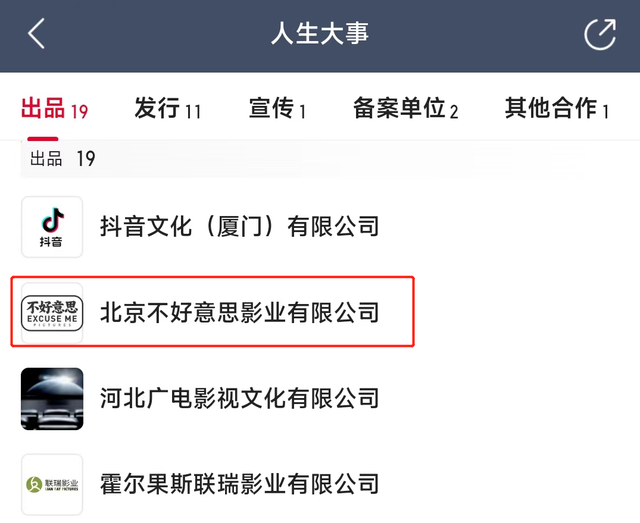 人生大事
出品 19 发行 11 宣传 1 备案单位 2 其他合作 1
出品 19
抖音
抖音文化（厦门）有限公司
不好意思
EXCUSE ME
PICTURES
北京不好意思影业有限公司
河北广电影视文化有限公司
联瑞影业
霍尔果斯联瑞影业有限公司